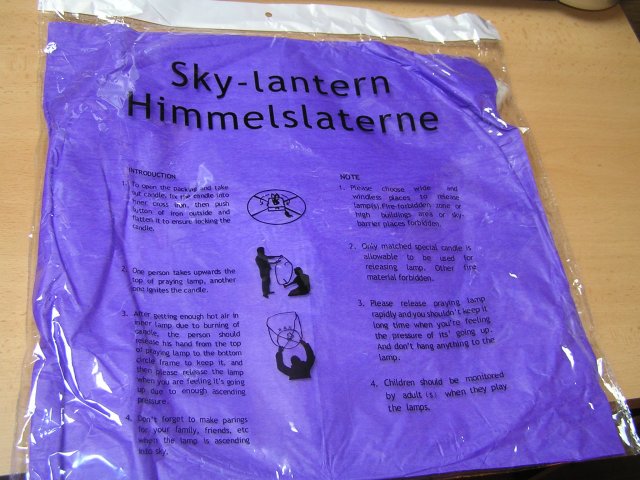 Sky-lantern
Himmelslaterne
INTRODUCTION
1. To open the packup and take
out candle, fix the candle into
inner cross iron, then push
button of iron outside and
flatten it to ensure locking the
candle.
2. One person takes upwards the
top of praying lamp, another
one ignites the candle.
3. After getting enough hot air in
inner lamp due to burning of
candle, the person should
release his hand from the top
of praying lamp to the bottom
circle frame to keep it, and
then please release the lamp
when you are feeling it's going
up due to enough ascending
pressure.
4. Don't forget to make parings
for your family, friends, etc
when the lamp is ascending
into sky.
NOTE
1. Please choose wide and
windless places to release
lamp(s).Fire-forbidden zone or
high buildings area or sky-
barrier places forbidden.
2. Only matched special candle is
allowable to be used for
releasing lamp. Other fire
material forbidden.
3. Please release praying lamp
rapidly and you shouldn't keep it
long time when you're feeling
the pressure of its' going up.
And don't hang anything to the
lamp.
4. Children should be monitored
by adult(s) when they play
the lamps.